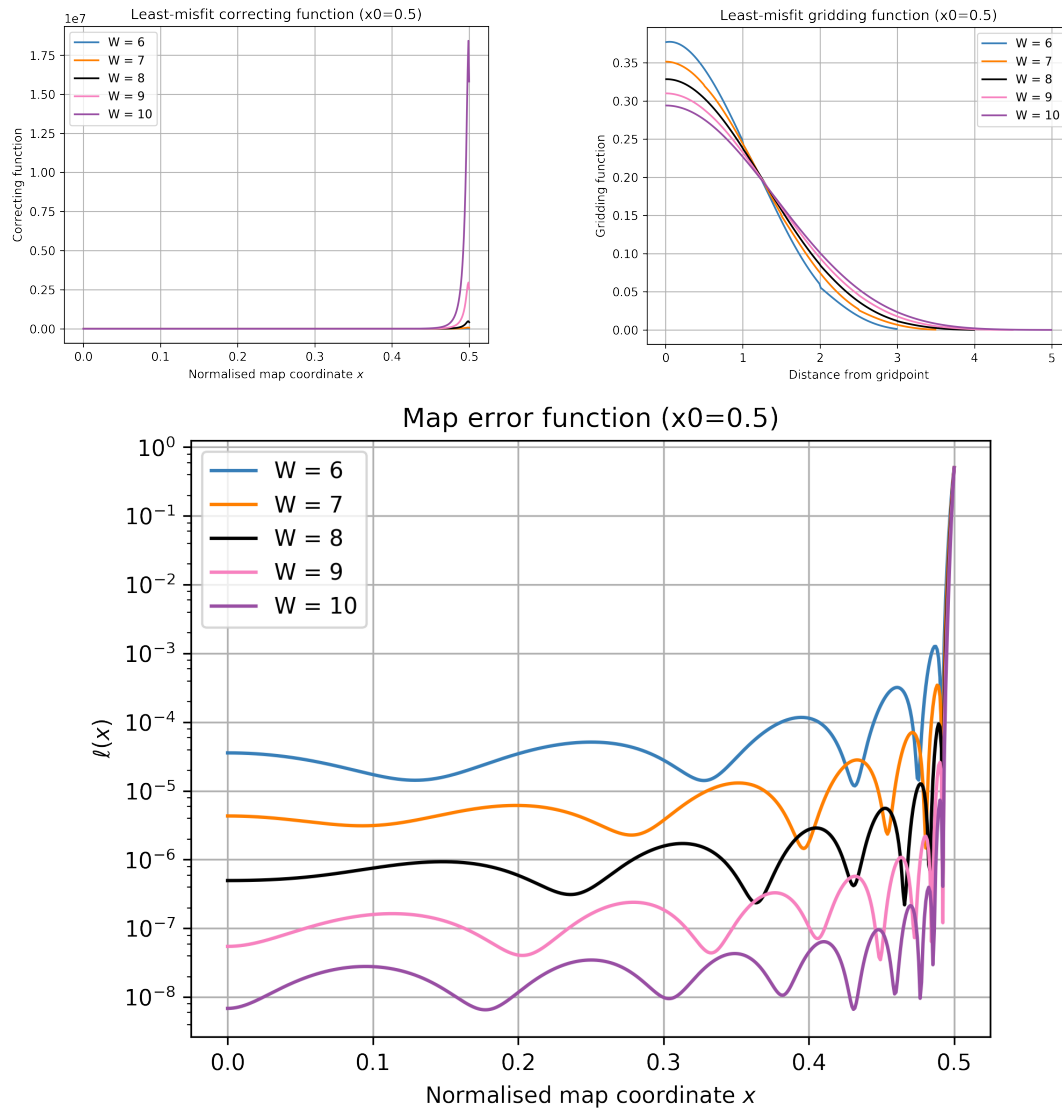 Least-misfit correcting function (x0=0.5)
1e7
W = 6
W = 7
W = 8
W = 9
W = 10
1.75
1.50
1.25
1.00
0.75
0.50
0.25
0.00
Correcting function
0.0
0.1
0.2
0.3
0.4
0.5
Normalised map coordinate x
Least-misfit gridding function (x0=0.5)
W = 6
W = 7
W = 8
W = 9
W = 10
0.35
0.30
0.25
0.20
0.15
0.10
0.05
0.00
Gridding function
0
1
2
3
4
5
Distance from gridpoint
Map error function (x0=0.5)
W = 6
W = 7
W = 8
W = 9
W = 10
10⁰
10⁻¹
10⁻²
10⁻³
10⁻⁴
10⁻⁵
10⁻⁶
10⁻⁷
10⁻⁸
ℓ(x)
0.0
0.1
0.2
0.3
0.4
0.5
Normalised map coordinate x